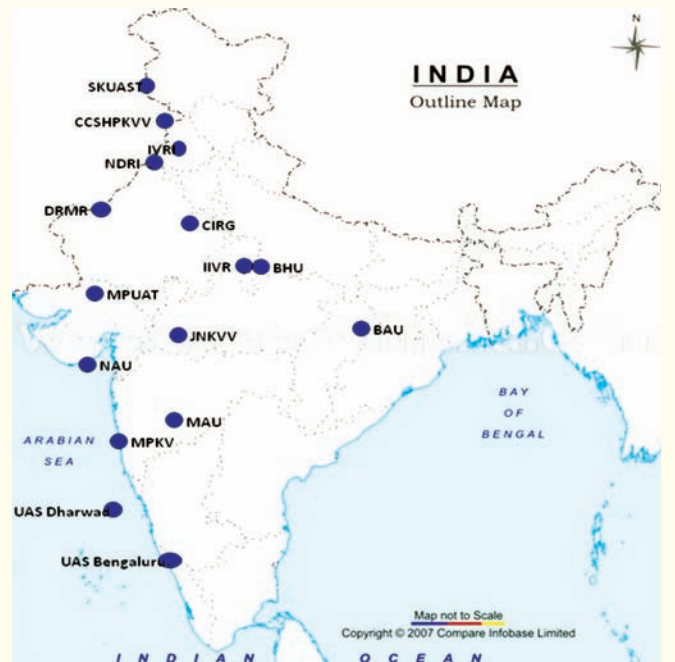 N
INDIA
Outline Map
SKUAST
CCSHPKVV
IVRI
NDRI
DRMR
CIRG
IIVR
BHU
MPUAT
JNKVV
BAU
NAU
BAY
OF
BENGAL
MAU
ARABIAN
SEA
MPKV
UAS Dharwad
UAS Bengaluru
Map not to Scale
Copyright © 2007 Compare Infobase Limited
INDIAN OCEAN